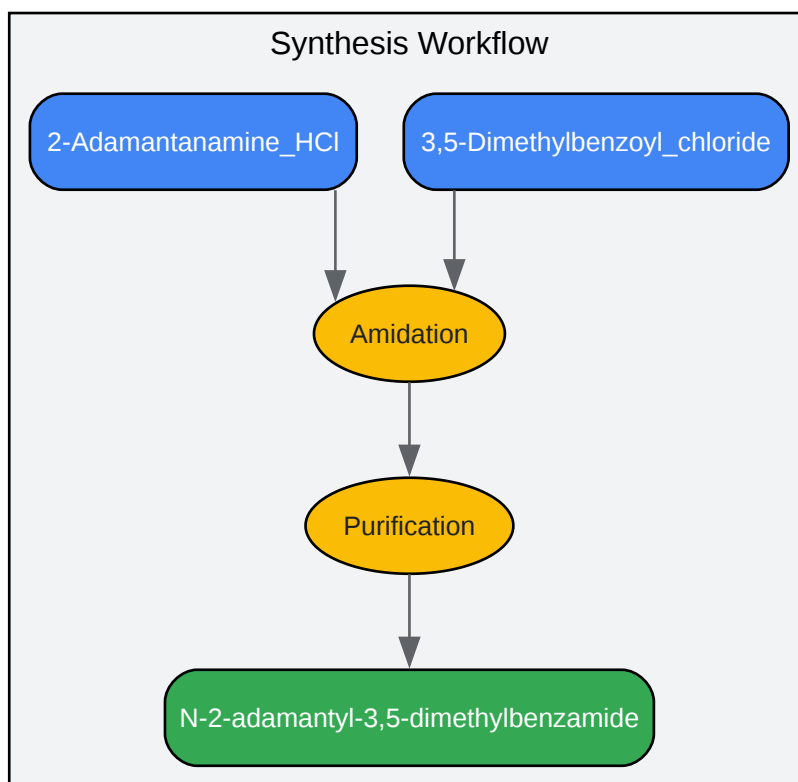 Synthesis Workflow
2-Adamantanamine_HCl
3,5-Dimethylbenzoyl_chloride
Amidation
Purification
N-2-adamantyl-3,5-dimethylbenzamide